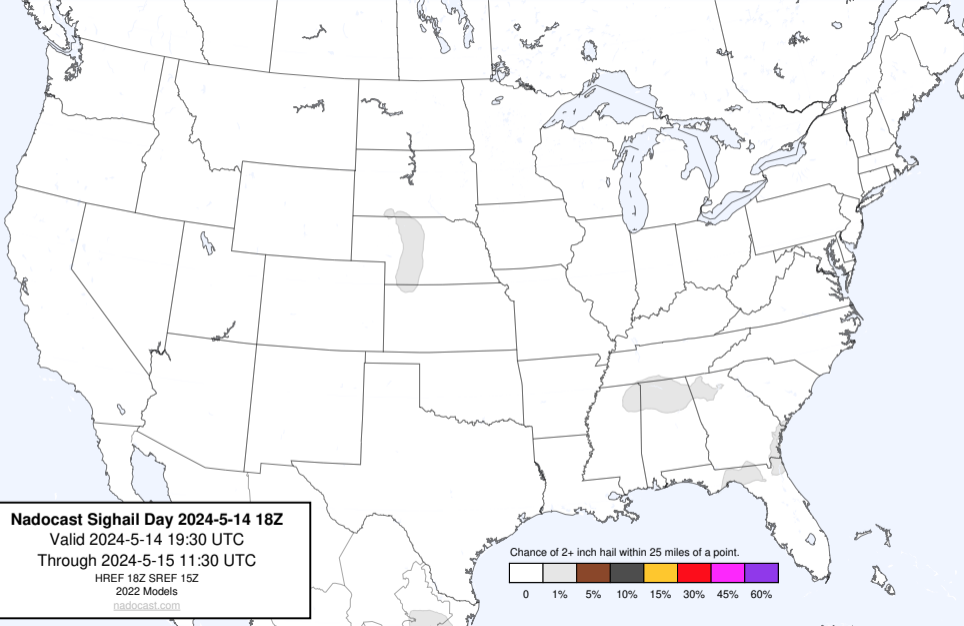 Nadocast Sighail Day 2024-5-14 18Z
Valid 2024-5-14 19:30 UTC
Through 2024-5-15 11:30 UTC
HREF 18Z SREF 15Z
2022 Models
nadocast.com
Chance of 2+ inch hail within 25 miles of a point.
0 1% 5% 10% 15% 30% 45% 60%